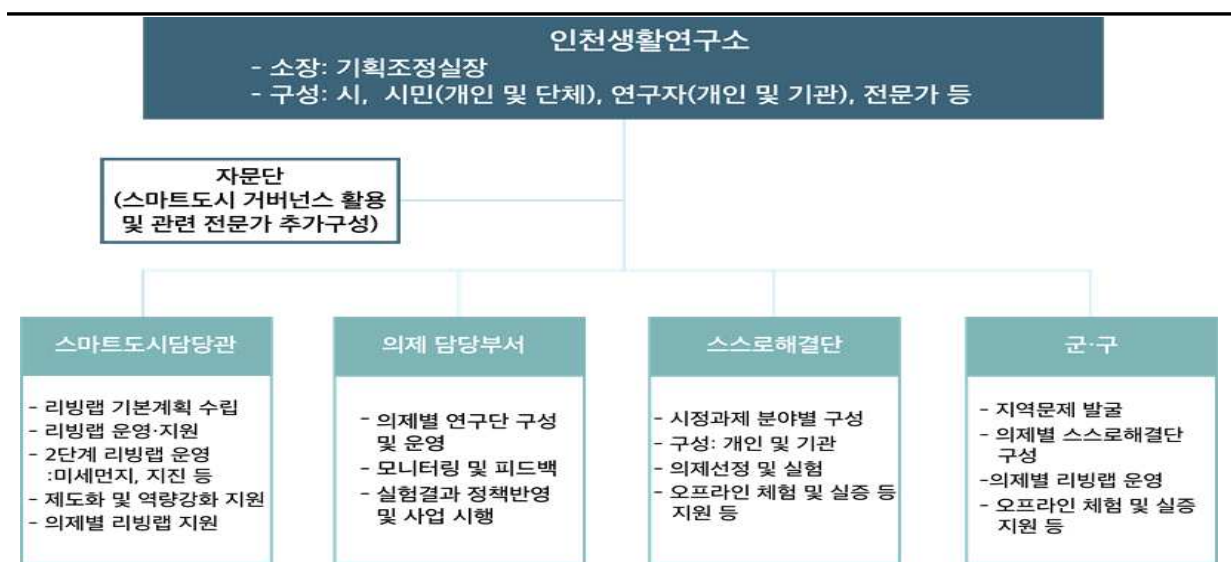 인천생활연구소
- 소장: 기획조정실장
- 구성: 시, 시민(개인 및 단체), 연구자(개인 및 기관), 전문가 등
자문단
(스마트도시 거버넌스 활용
및 관련 전문가 추가구성)
스마트도시담당관
- 리빙랩 기본계획 수립
- 리빙랩 운영·지원
- 2단계 리빙랩 운영
:미세먼지, 지진 등
- 제도화 및 역량강화 지원
- 의제별 리빙랩 지원
의제 담당부서
- 의제별 연구단 구성
및 운영
- 모니터링 및 피드백
- 실험결과 정책반영
및 사업 시행
스스로해결단
- 시정과제 분야별 구성
- 구성: 개인 및 기관
- 의제선정 및 실험
- 오프라인 체험 및 실증 등
지원 등
군·구
- 지역문제 발굴
- 의제별 스스로해결단
구성
-의제별 리빙랩 운영
- 오프라인 체험 및 실증
지원 등